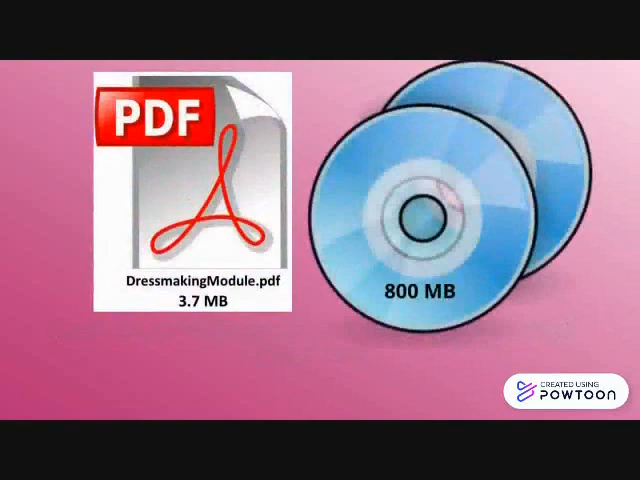 PDF
DressmakingModule.pdf
3.7 MB
800 MB
CREATED USING
POWTOON